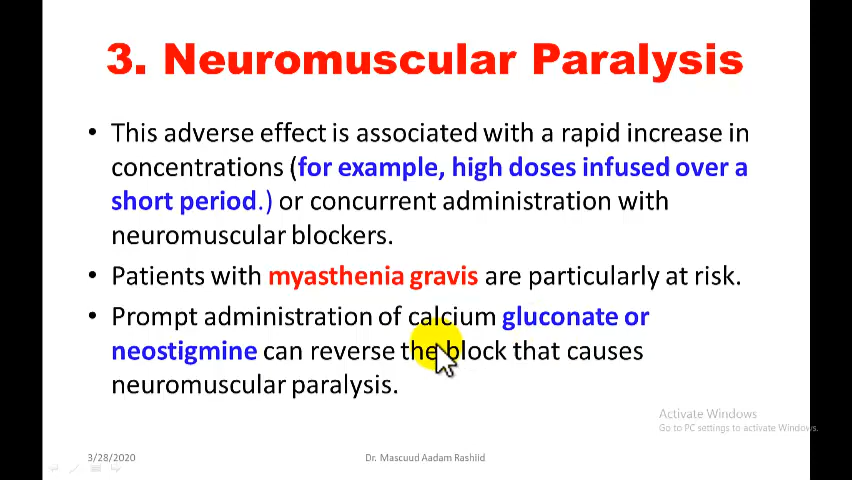 3. Neuromuscular Paralysis
• This adverse effect is associated with a rapid increase in
concentrations (for example, high doses infused over a
short period.) or concurrent administration with
neuromuscular blockers.
• Patients with myasthenia gravis are particularly at risk.
• Prompt administration of calcium gluconate or
neostigmine can reverse the block that causes
neuromuscular paralysis.
Activate Windows
Go to PC settings to activate Windows.
3/28/2020
Dr. Mascuud Aadam Rashiid